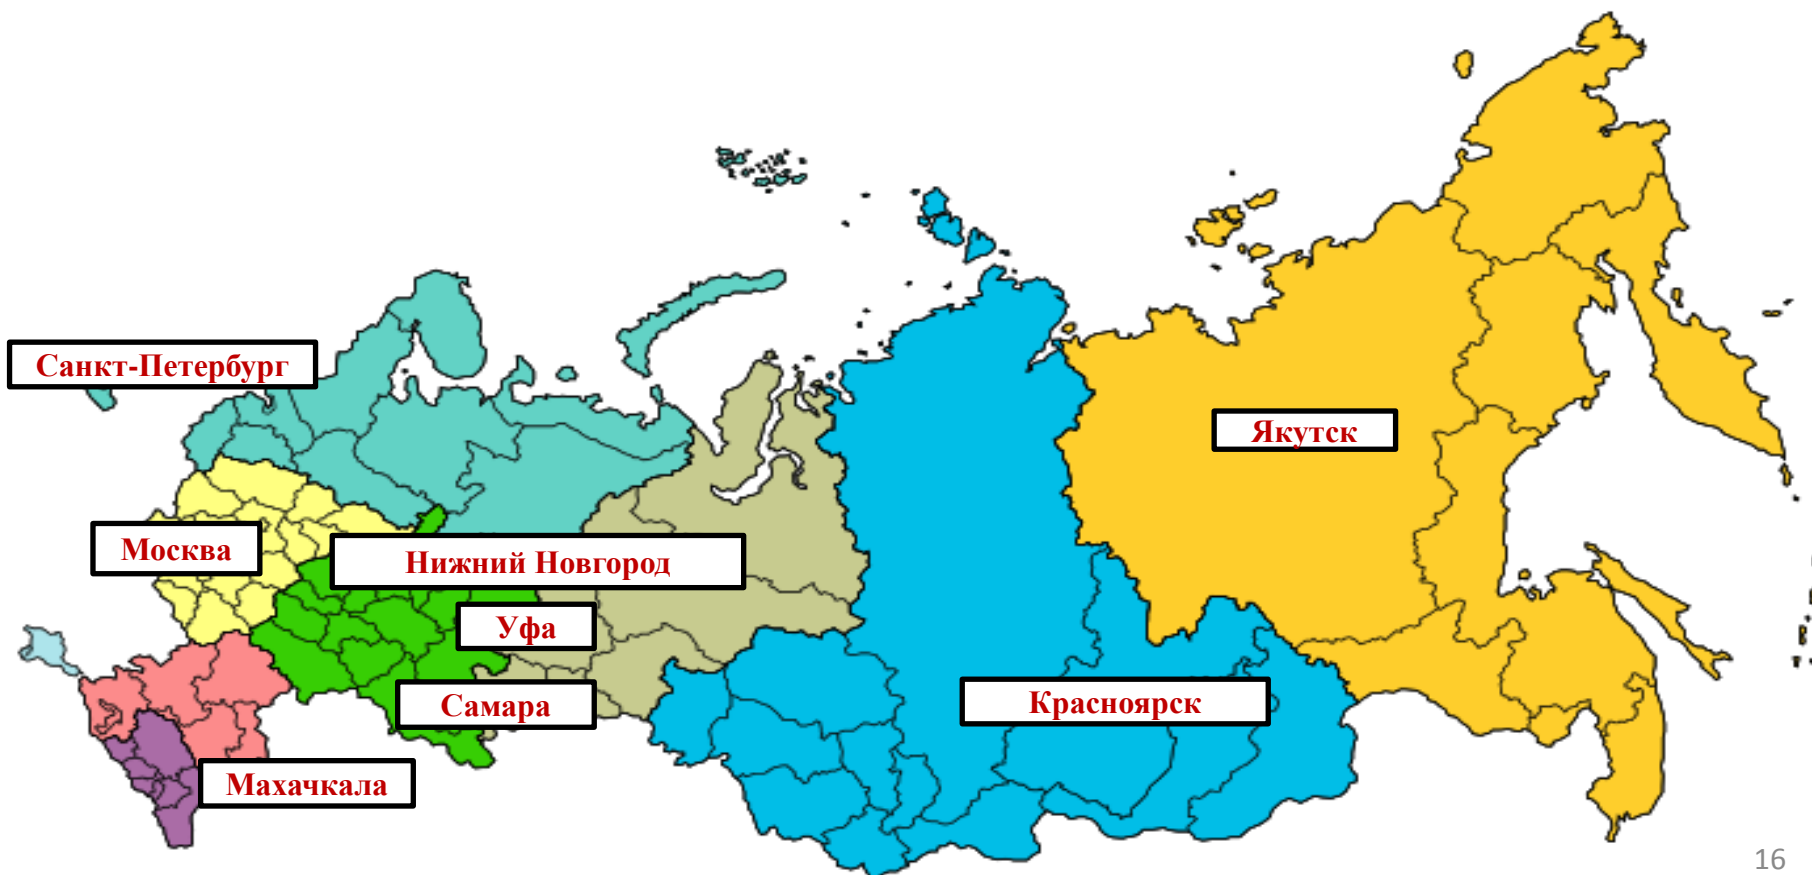 Санкт-Петербург
Якутск
Москва
Нижний Новгород
Уфа
Самара
Красноярск
Махачкала
16